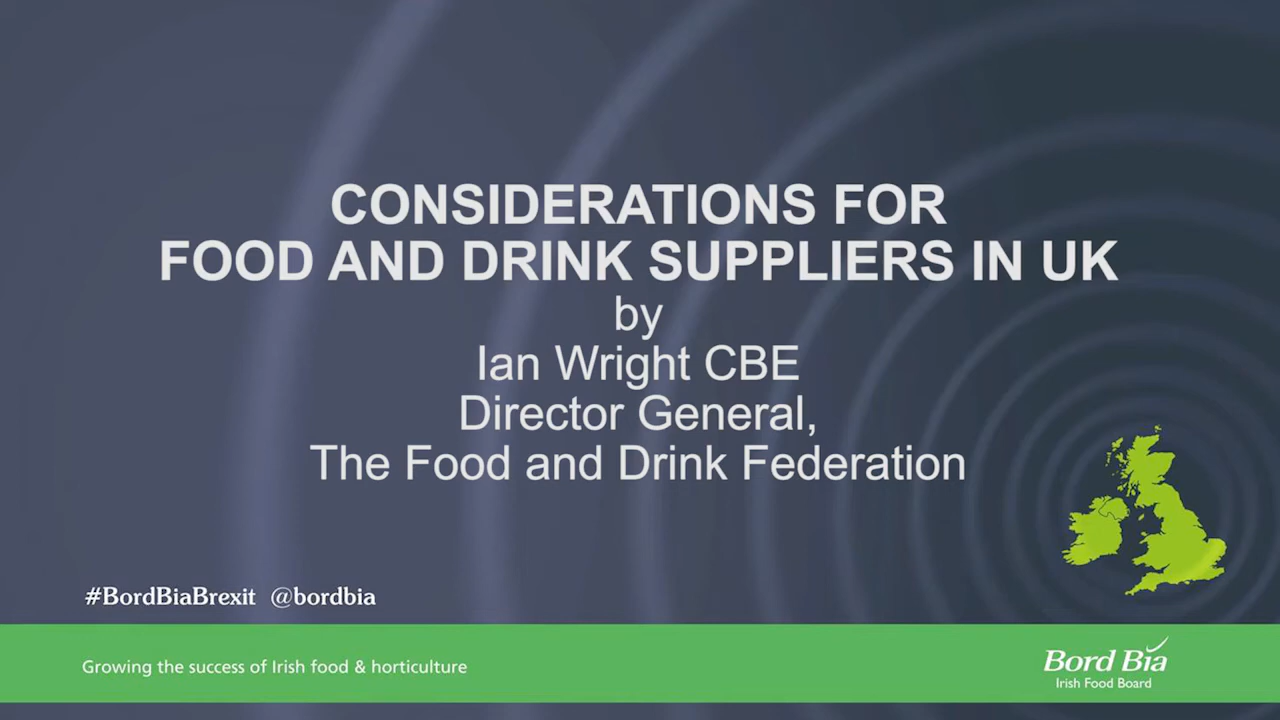 CONSIDERATIONS FOR
FOOD AND DRINK SUPPLIERS IN UK
by
Ian Wright CBE
Director General,
The Food and Drink Federation
#BordBiaBrexit @bordbia
Growing the success of Irish food & horticulture
Bord Bia
Irish Food Board